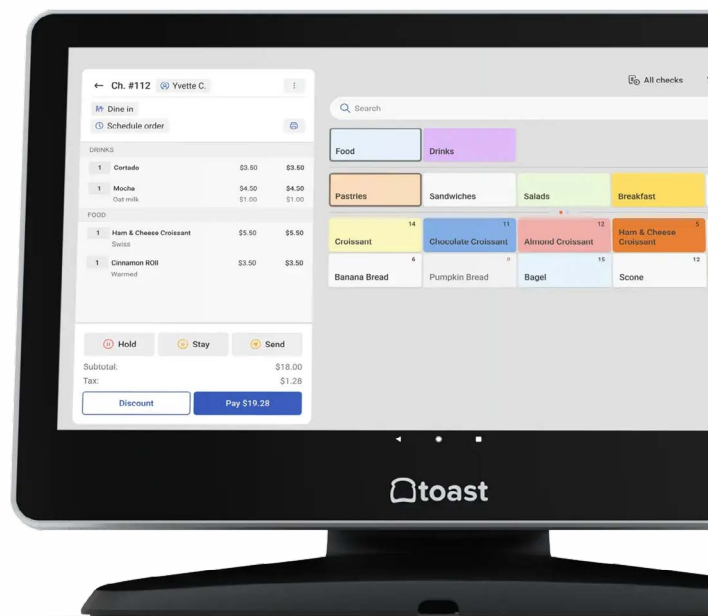 ← Ch. #112 Yvette C.
Dine in
Schedule order
DRINKS
1 Cortado $3.50 $3.50
1 Mocha $4.50 $4.50
Oat milk $1.00 $1.00
FOOD
1 Ham & Cheese Croissant $5.50 $5.50
Swiss
1 Cinnamon ROll $3.50 $3.50
Warmed
Hold Stay Send
Subtotal: $18.00
Tax: $1.28
Discount Pay $19.28
All checks
Search
Food Drinks
Pastries Sandwiches Salads Breakfast
14 11 12 5
Croissant Chocolate Croissant Almond Croissant Ham & Cheese
Croissant
6 0 15 12
Banana Bread Pumpkin Bread Bagel Scone
toast